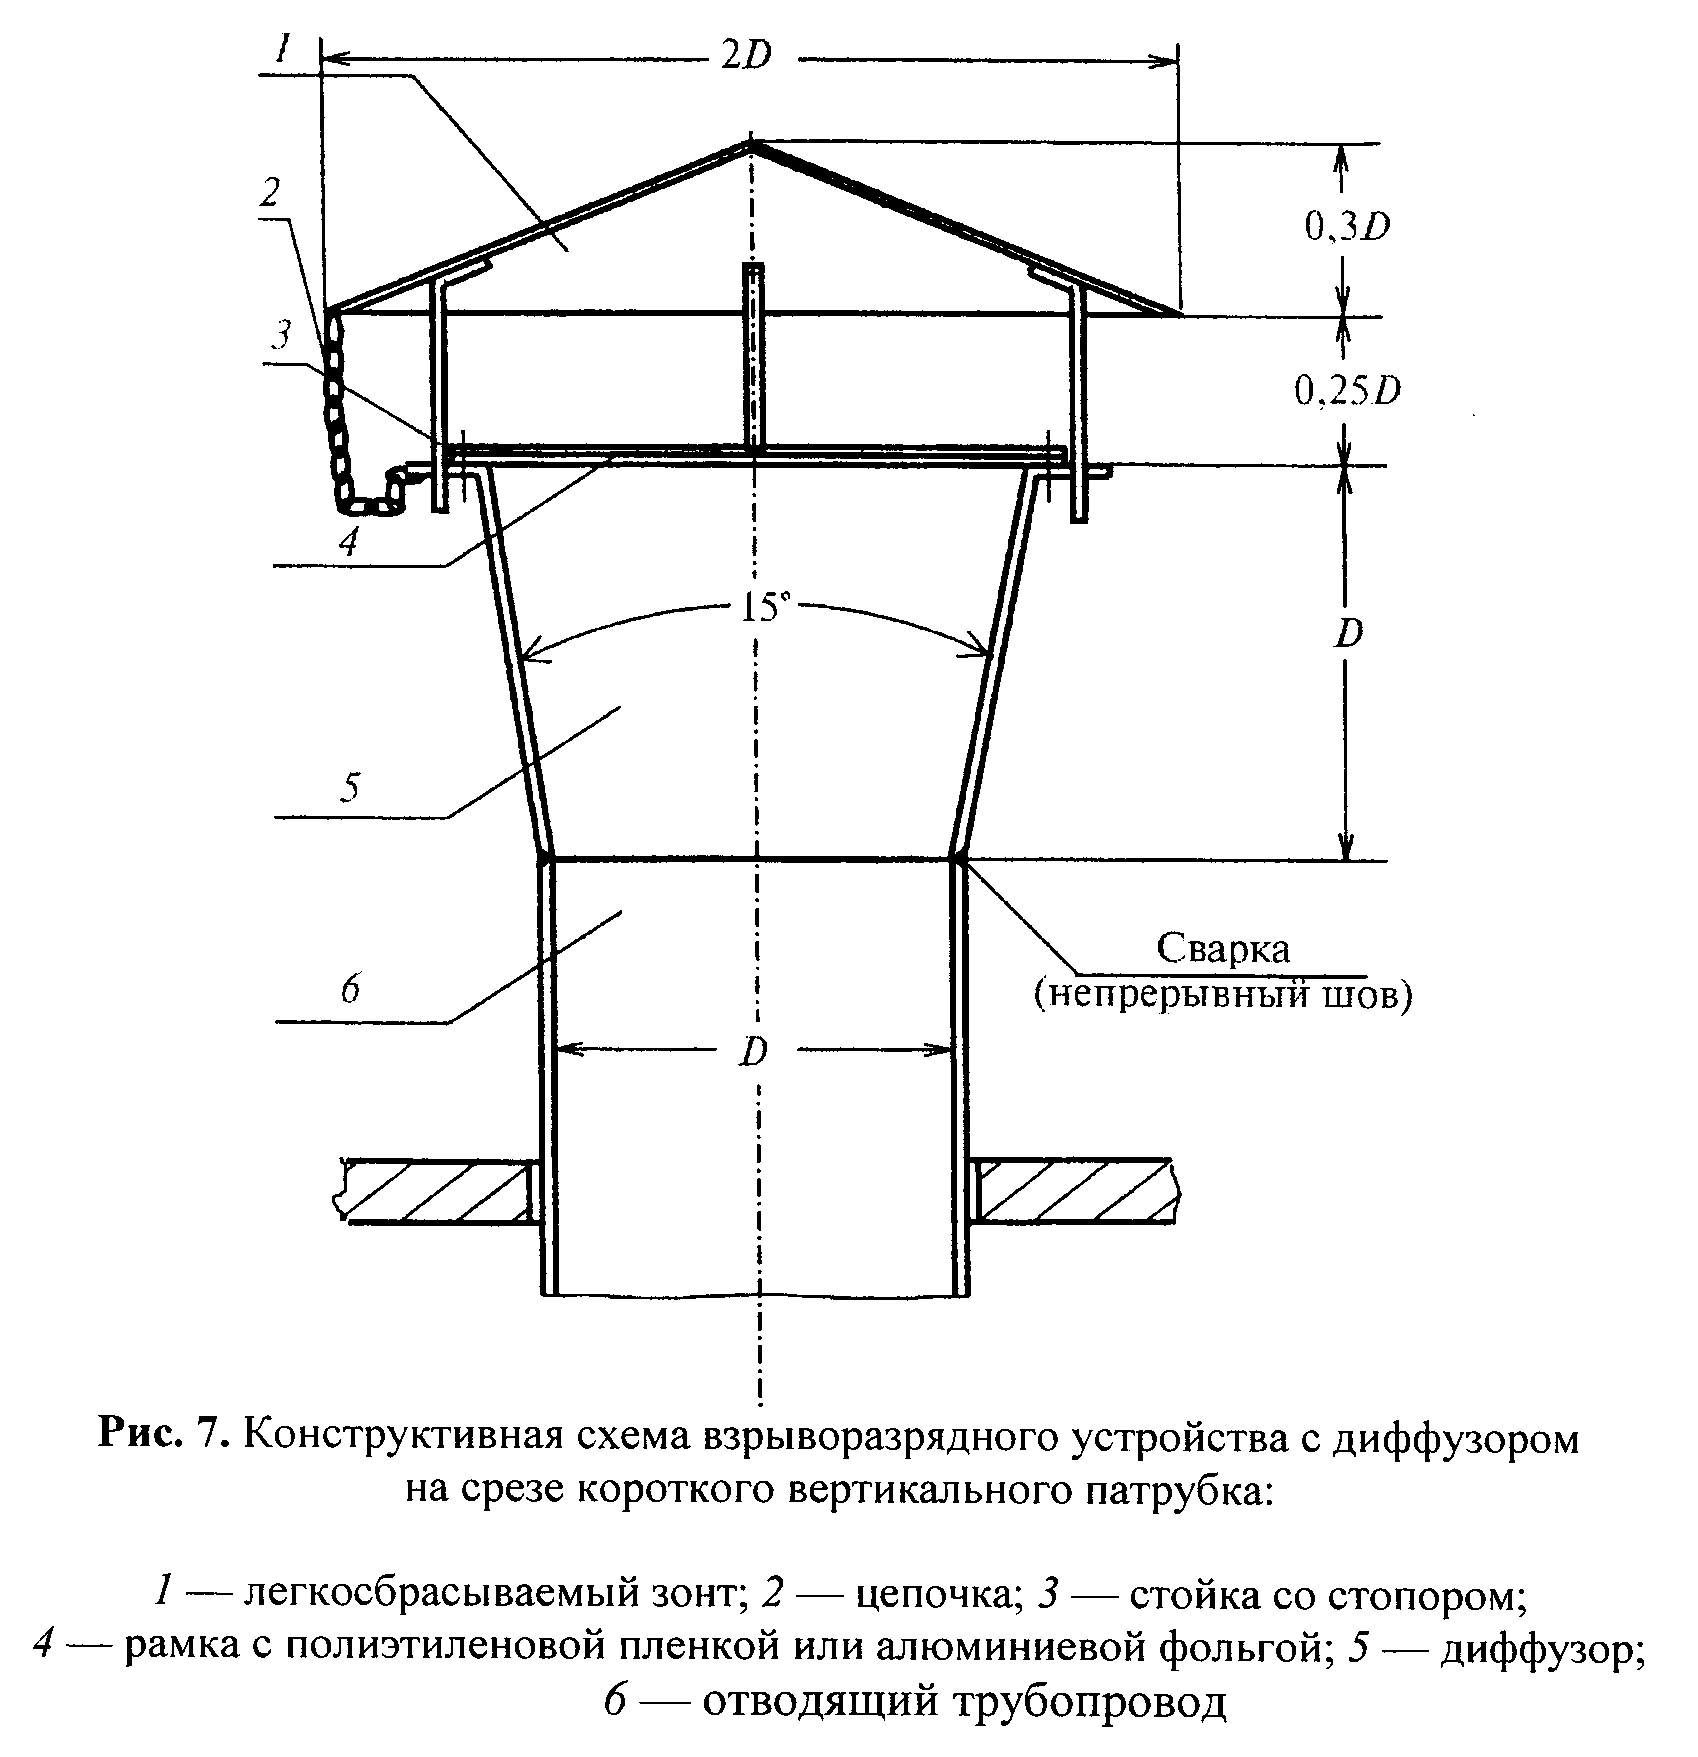 1
2D
2
0,3D
3
0,25D
4
15°
D
5
Сварка
(непрерывный шов)
6
D
Рис. 7. Конструктивная схема взрыворазрядного устройства с диффузором
на срезе короткого вертикального патрубка:
1 — легкосбрасываемый зонт; 2 — цепочка; 3 — стойка со стопором;
4 — рамка с полиэтиленовой пленкой или алюминиевой фольгой; 5 — диффузор;
6 — отводящий трубопровод